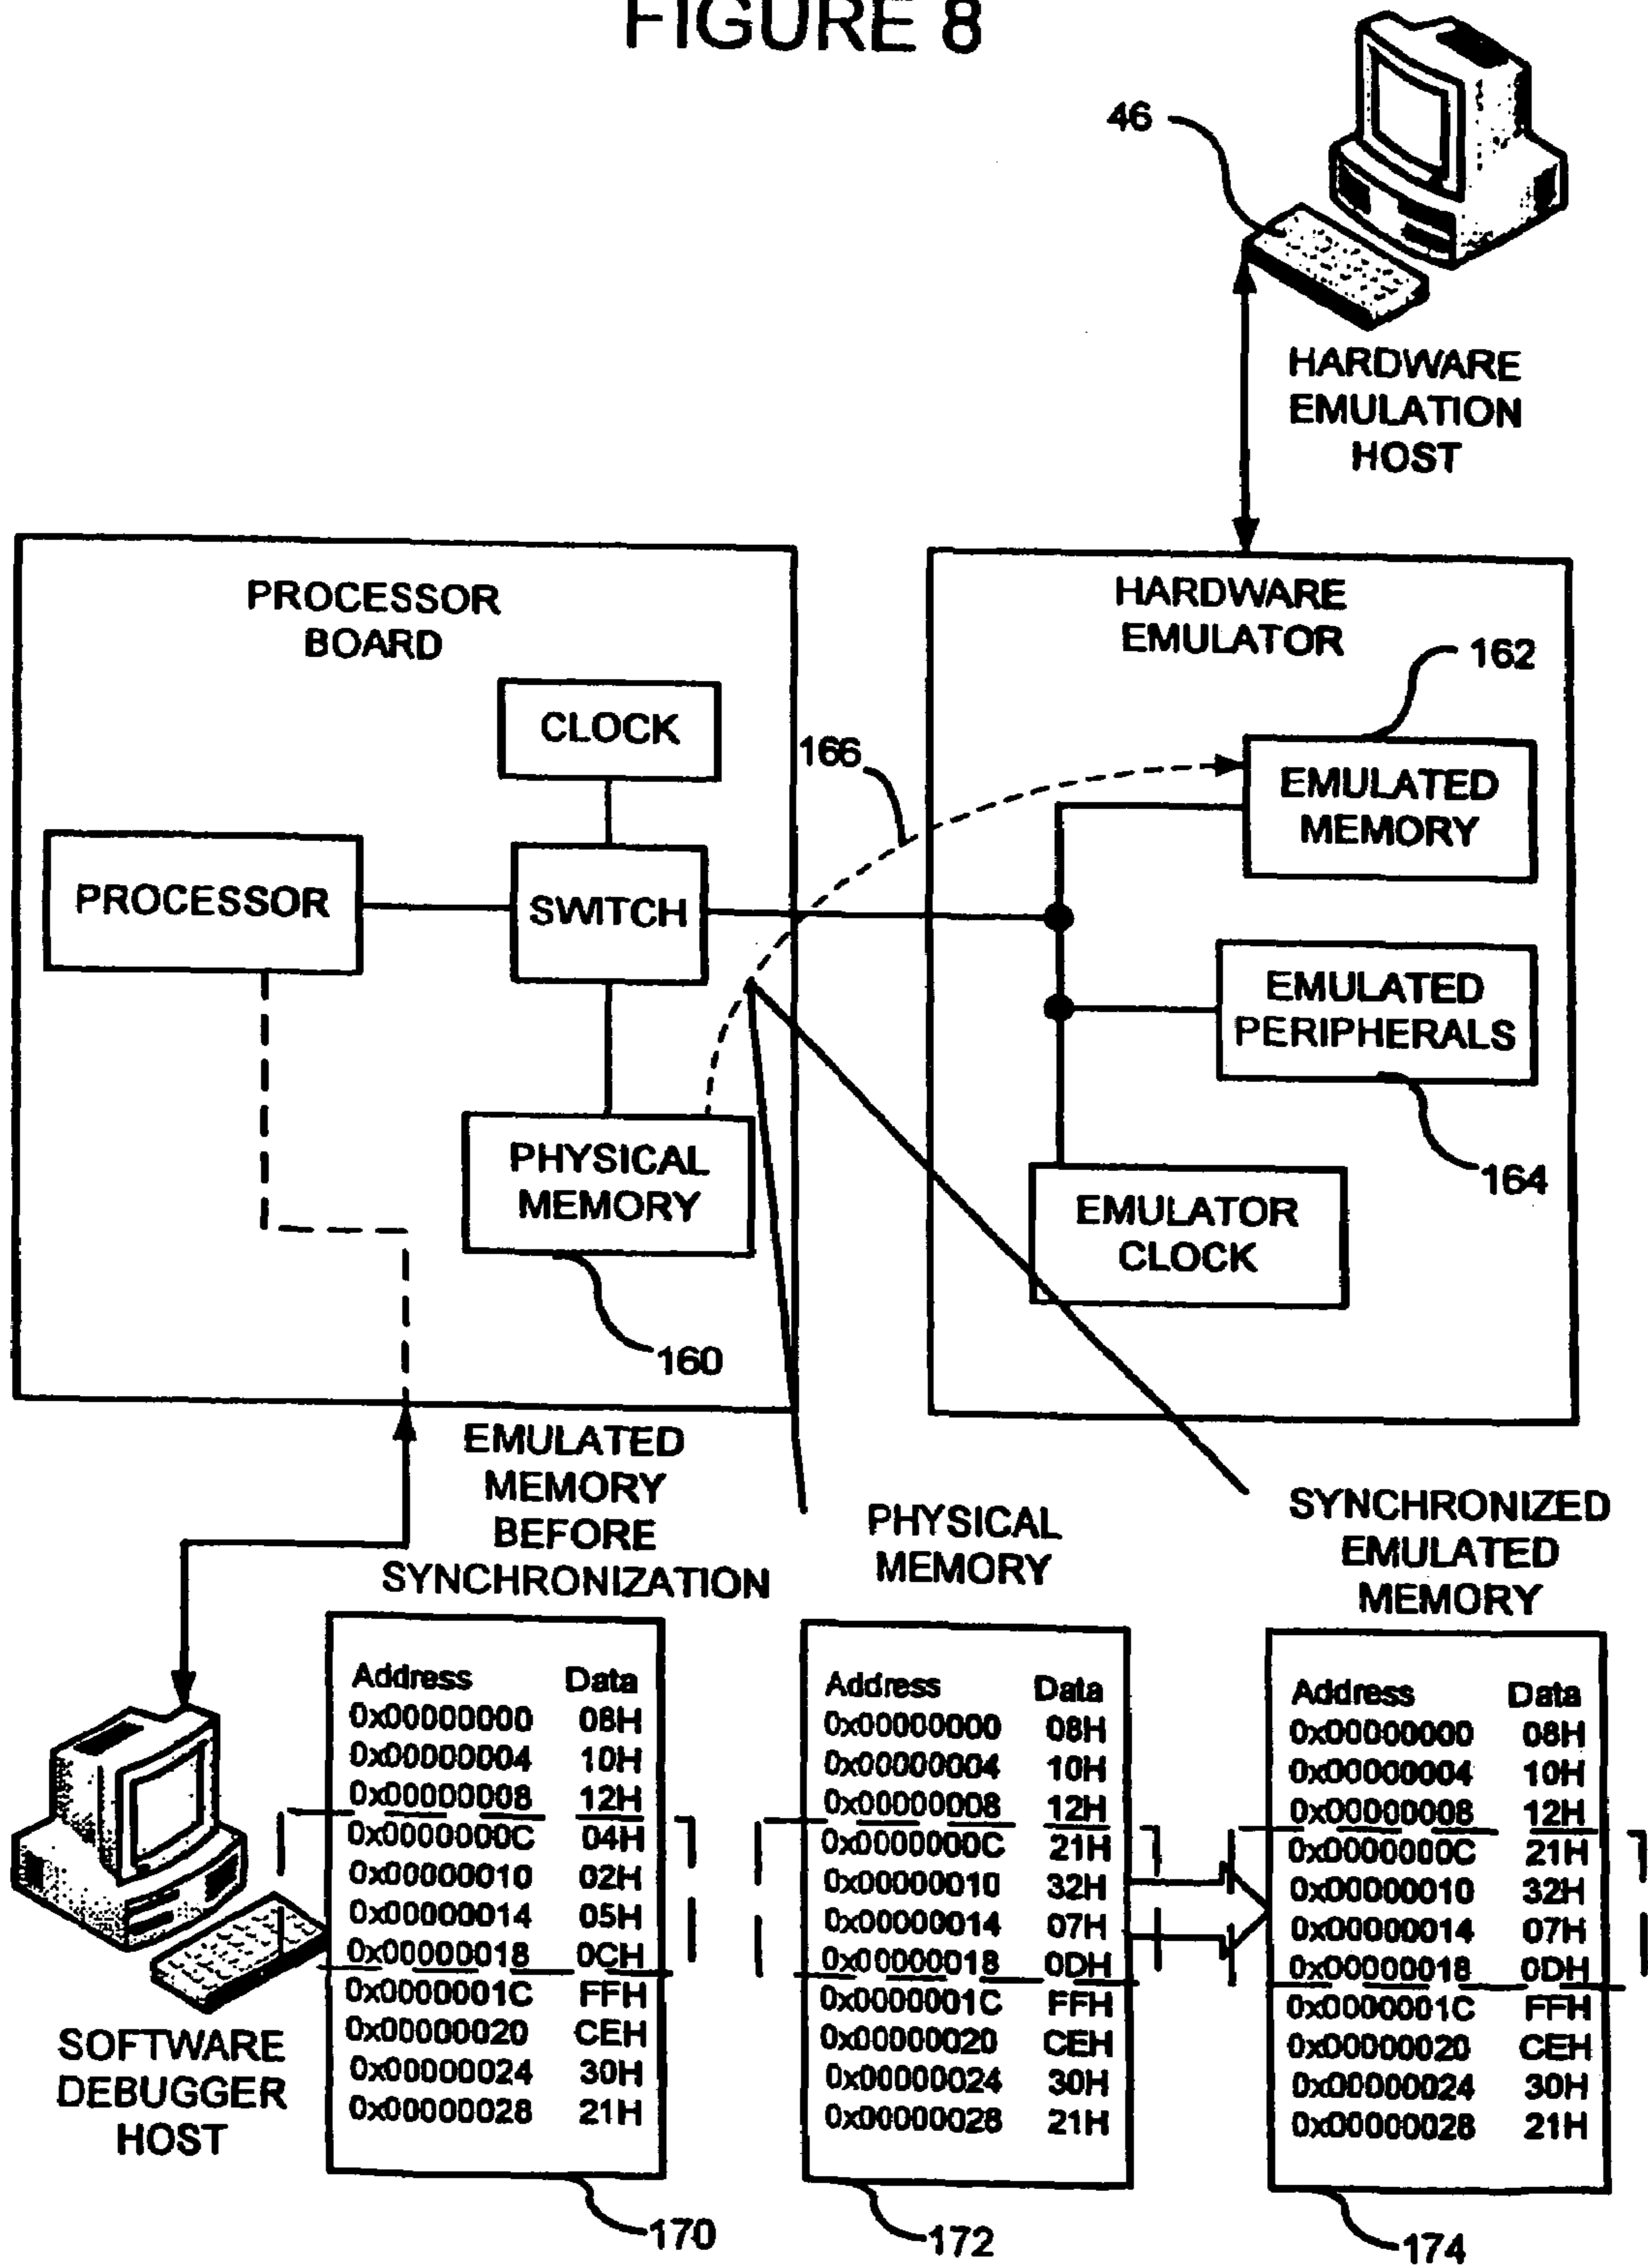 FIGURE 8
46
HARDWARE
EMULATION
HOST
PROCESSOR
BOARD
CLOCK
PROCESSOR
SWITCH
PHYSICAL
MEMORY
160
166
HARDWARE
EMULATOR
162
EMULATED
MEMORY
EMULATED
PERIPHERALS
164
EMULATOR
CLOCK
SOFTWARE
DEBUGGER
HOST
EMULATED
MEMORY
BEFORE
SYNCHRONIZATION
Address Data
0x00000000 08H
0x00000004 10H
0x00000008 12H
0x0000000C 04H
0x00000010 02H
0x00000014 05H
0x00000018 0CH
0x0000001C FFH
0x00000020 CEH
0x00000024 30H
0x00000028 21H
170
PHYSICAL
MEMORY
Address Data
0x00000000 08H
0x00000004 10H
0x00000008 12H
0x0000000C 21H
0x00000010 32H
0x00000014 07H
0x00000018 0DH
0x0000001C FFH
0x00000020 CEH
0x00000024 30H
0x00000028 21H
172
SYNCHRONIZED
EMULATED
MEMORY
Address Data
0x00000000 08H
0x00000004 10H
0x00000008 12H
0x0000000C 21H
0x00000010 32H
0x00000014 07H
0x00000018 0DH
0x0000001C FFH
0x00000020 CEH
0x00000024 30H
0x00000028 21H
174